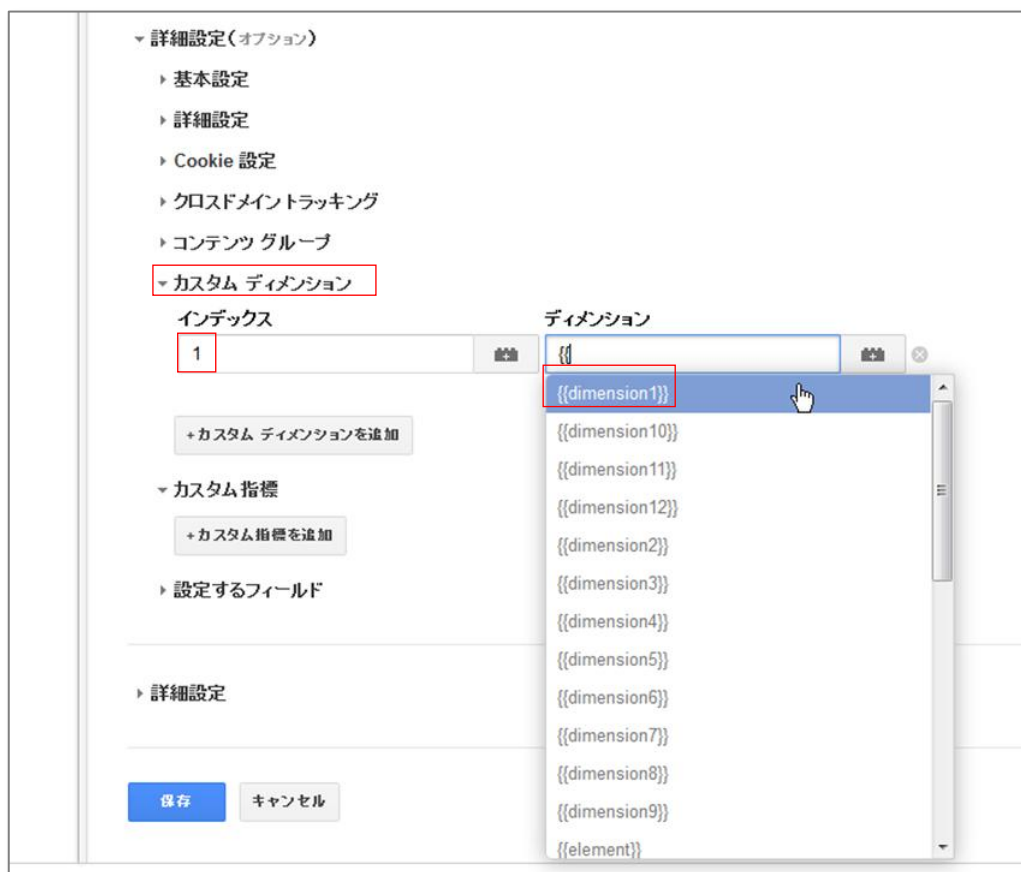 詳細設定(オプション)
基本設定
詳細設定
Cookie 設定
クロスドメイン トラッキング
コンテンツ グループ
カスタム ディメンション
インデックス ディメンション
1 {{
{{dimension1}}
+カスタム ディメンションを追加
{{dimension10}}
{{dimension11}}
カスタム指標
{{dimension12}}
+カスタム指標を追加
{{dimension2}}
{{dimension3}}
設定するフィールド
{{dimension4}}
{{dimension5}}
詳細設定
{{dimension6}}
{{dimension7}}
{{dimension8}}
保存 キャンセル
{{dimension9}}
{{element}}